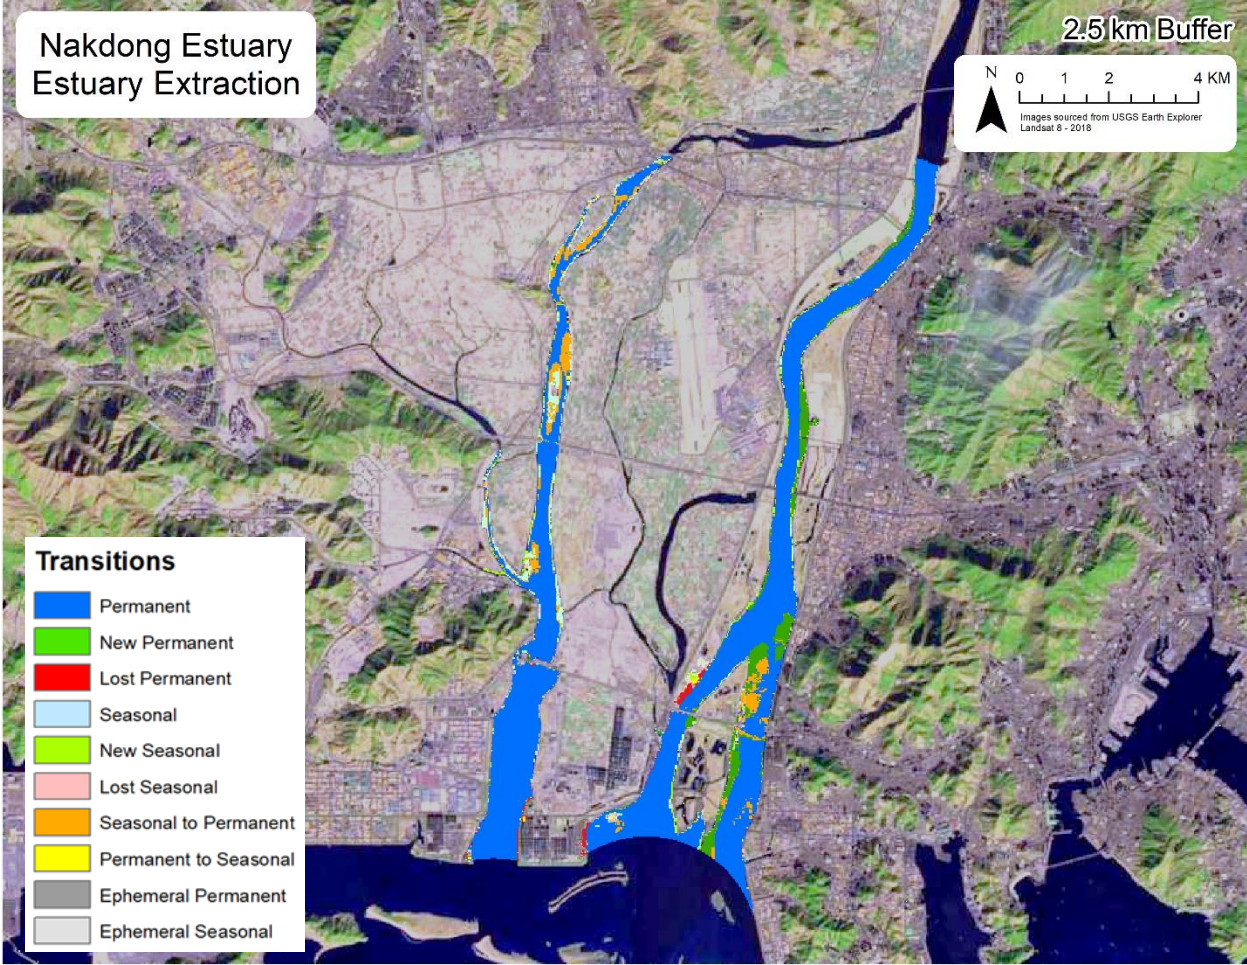 Nakdong Estuary
Estuary Extraction
2.5 km Buffer
N
0 1 2 4 KM
Images sourced from USGS Earth Explorer
Landsat 8 - 2018
Transitions
Permanent
New Permanent
Lost Permanent
Seasonal
New Seasonal
Lost Seasonal
Seasonal to Permanent
Permanent to Seasonal
Ephemeral Permanent
Ephemeral Seasonal